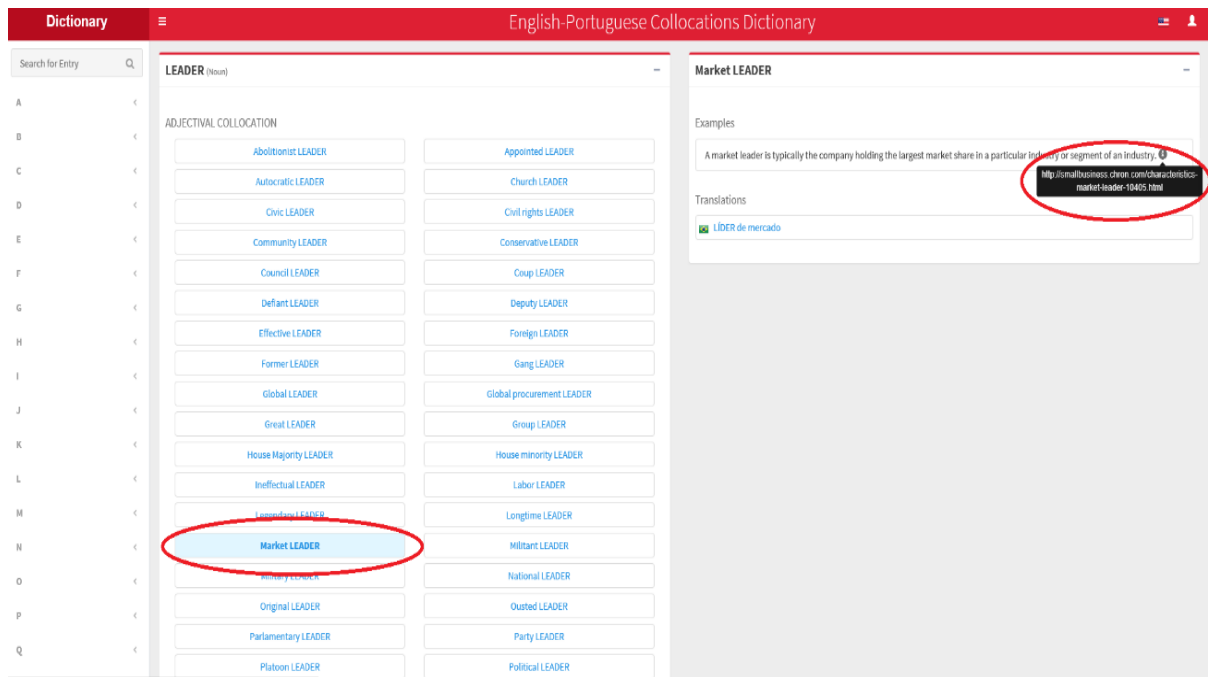 Dictionary
English-Portuguese Collocations Dictionary
Search for Entry
A
B
C
D
E
F
G
H
I
J
K
L
M
N
O
P
Q
LEADER (Noun)
ADJECTIVAL COLLOCATION
Abolitionist LEADER Appointed LEADER
Autocratic LEADER Church LEADER
Civic LEADER Civil rights LEADER
Community LEADER Conservative LEADER
Council LEADER Coup LEADER
Defiant LEADER Deputy LEADER
Effective LEADER Foreign LEADER
Former LEADER Gang LEADER
Global LEADER Global procurement LEADER
Great LEADER Group LEADER
House Majority LEADER House minority LEADER
Ineffectual LEADER Labor LEADER
Legendary LEADER Longtime LEADER
Market LEADER Militant LEADER
Military LEADER National LEADER
Original LEADER Ousted LEADER
Parlamentary LEADER Party LEADER
Platoon LEADER Political LEADER
Market LEADER
Examples
A market leader is typically the company holding the largest market share in a particular industry or segment of an industry.
http://smallbusiness.chron.com/characteristics-
market-leader-10405.html
Translations
LÍDER de mercado